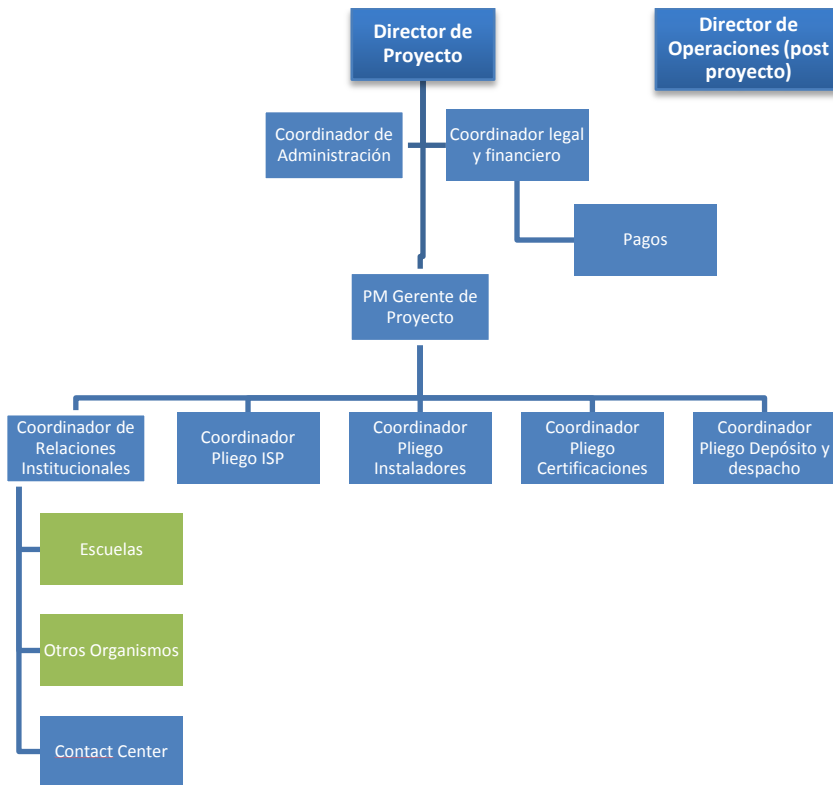 Director de
Proyecto
Director de
Operaciones (post
proyecto)
Coordinador de
Administración
Coordinador legal
y financiero
Pagos
PM Gerente de
Proyecto
Coordinador de
Relaciones
Institucionales
Coordinador
Pliego ISP
Coordinador
Pliego
Instaladores
Coordinador
Pliego
Certificaciones
Coordinador
Pliego Depósito y
despacho
Escuelas
Otros Organismos
Contact Center